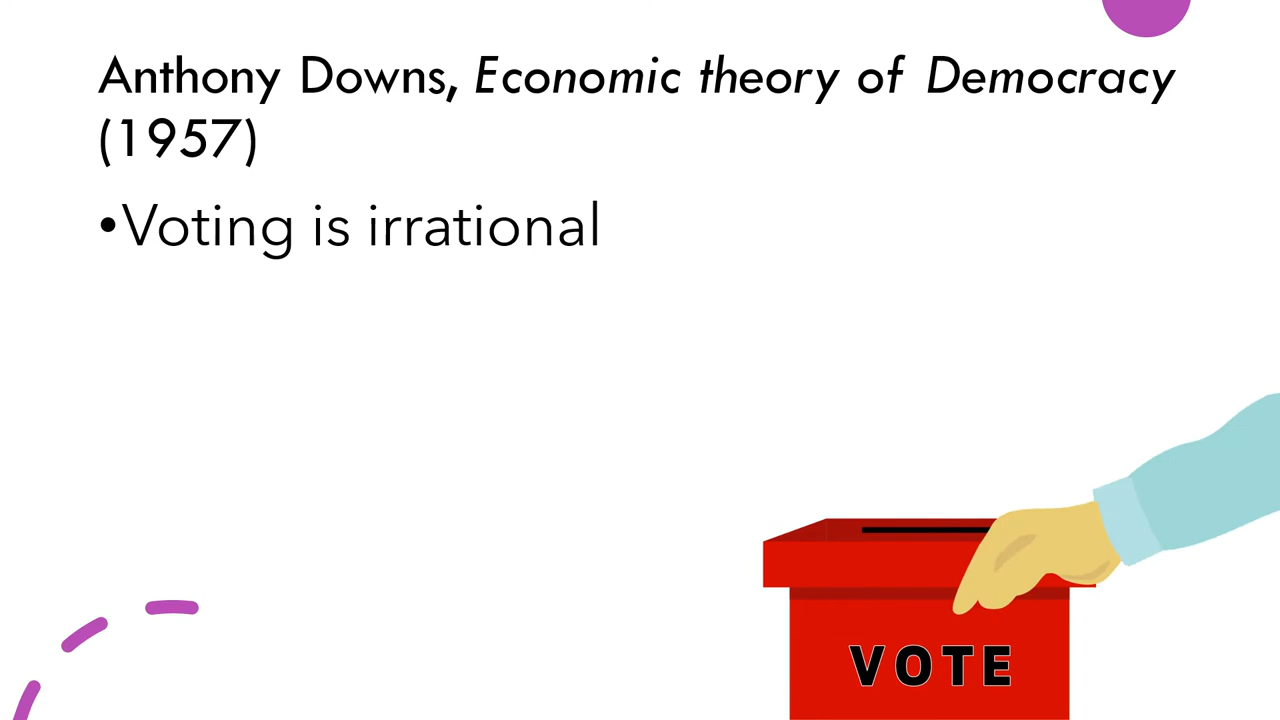 Anthony Downs, Economic theory of Democracy
(1957)
•Voting is irrational
VOTE